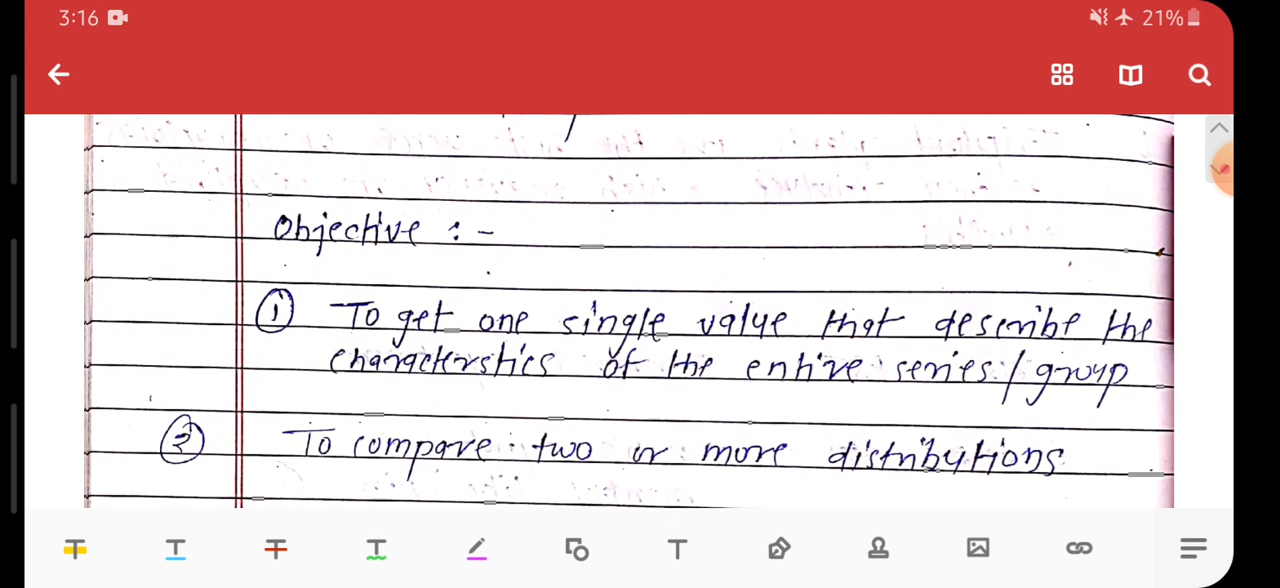 3:16
21%
Objective : -
① To get one single value that describe the
characterstics of the entire series / group
② To compare two or more distributions